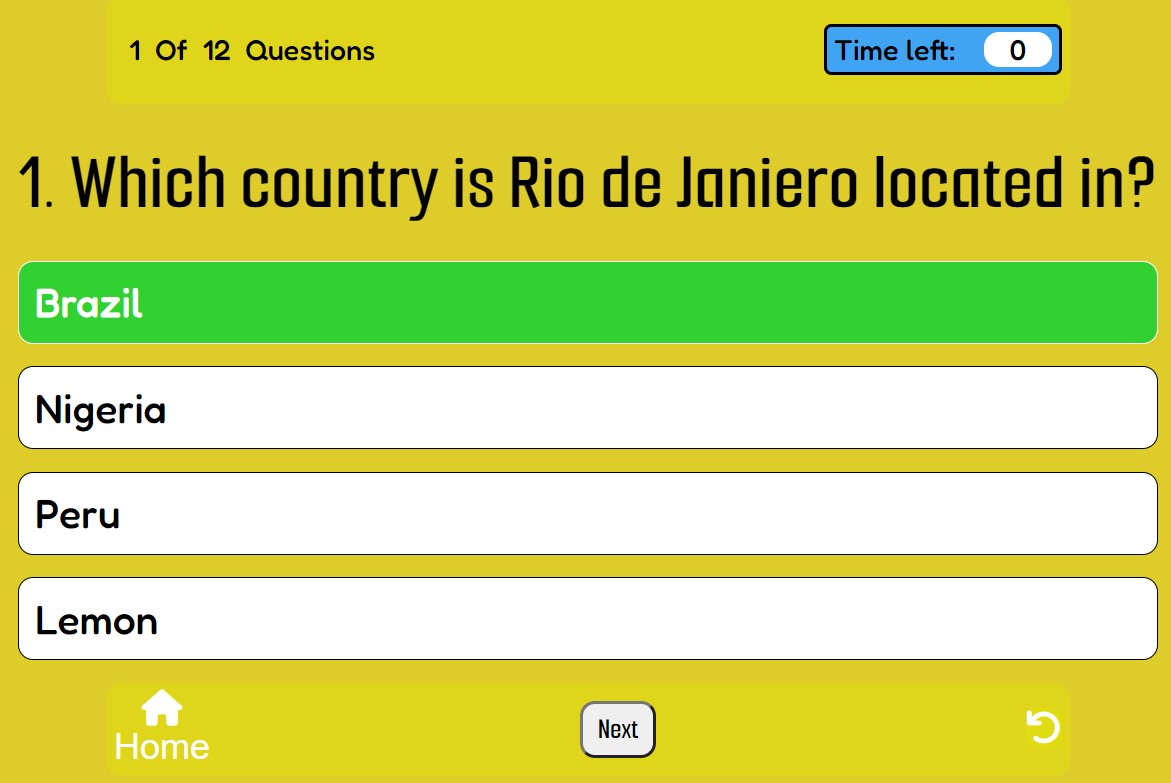 1 Of 12 Questions
Time left: 0
1. Which country is Rio de Janiero located in?
Brazil
Nigeria
Peru
Lemon
Home
Next